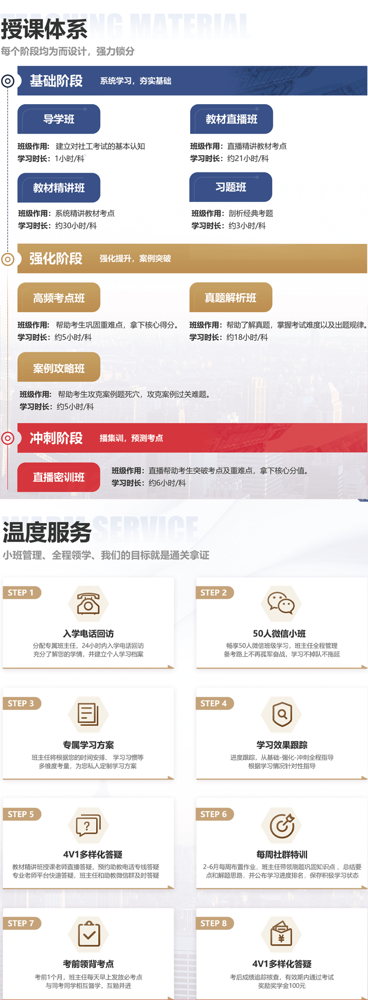 TEACHING MATERIAL
授课体系
每个阶段均为而设计，强力锁分
基础阶段 系统学习，夯实基础
导学班
班级作用： 建立对社工考试的基本认知
学习时长：1小时/科
教材直播班
班级作用：直播精讲教材考点
学习时长：约21小时/科
教材精讲班
班级作用：系统精讲教材考点
学习时长：约30小时/科
习题班
班级作用：剖析经典考题
学习时长：约3小时/科
强化阶段 强化提升，案例突破
高频考点班
班级作用： 帮助考生巩固重难点，拿下核心得分。
学习时长：约5小时/科
真题解析班
班级作用：帮助了解真题，掌握考试难度以及出题规律。
学习时长：约18小时/科
案例攻略班
班级作用： 帮助考生攻克案例题死穴，攻克案例过关难题。
学习时长：约5小时/科
冲刺阶段 播集训，预测考点
直播密训班
班级作用：直播帮助考生突破考点及重难点，拿下核心分值。
学习时长：约6小时/科
WARM SERVICE
温度服务
小班管理、全程领学、我们的目标就是通关拿证
STEP 1
入学电话回访
分配专属班主任，24小时内入学电话回访
充分了解您的学情，并建立个人学习档案
STEP 2
50人微信小班
畅享50人微信班级学习，班主任全程管理
备考路上不再孤军奋战，学习不掉队不拖延
STEP 3
专属学习方案
班主任将根据您的时间安排、 学习习惯等
多维度考量，为您私人定制学习方案
STEP 4
学习效果跟踪
进度跟踪，从基础-强化-冲刺全程指导
根据学习情况针对性指导
STEP 5
?
4V1多样化答疑
教材精讲班授课老师直播答疑，预约助教电话专线答疑
专业老师平台快速答疑，班主任和助教微信群及时答疑
STEP 6
每周社群特训
2-6月每周布置作业，班主任带领刷题巩固知识点 、总结要
点和解题思路，并公布学习进度排名，保存积极学习状态
STEP 7
考前领背考点
考前1个月，班主任每天早上发放必考点
与同考同学相互督学，互勉并进
STEP 8
¥
4V1多样化答疑
考后成绩追踪核查，有效期内通过考试
奖励奖学金100元